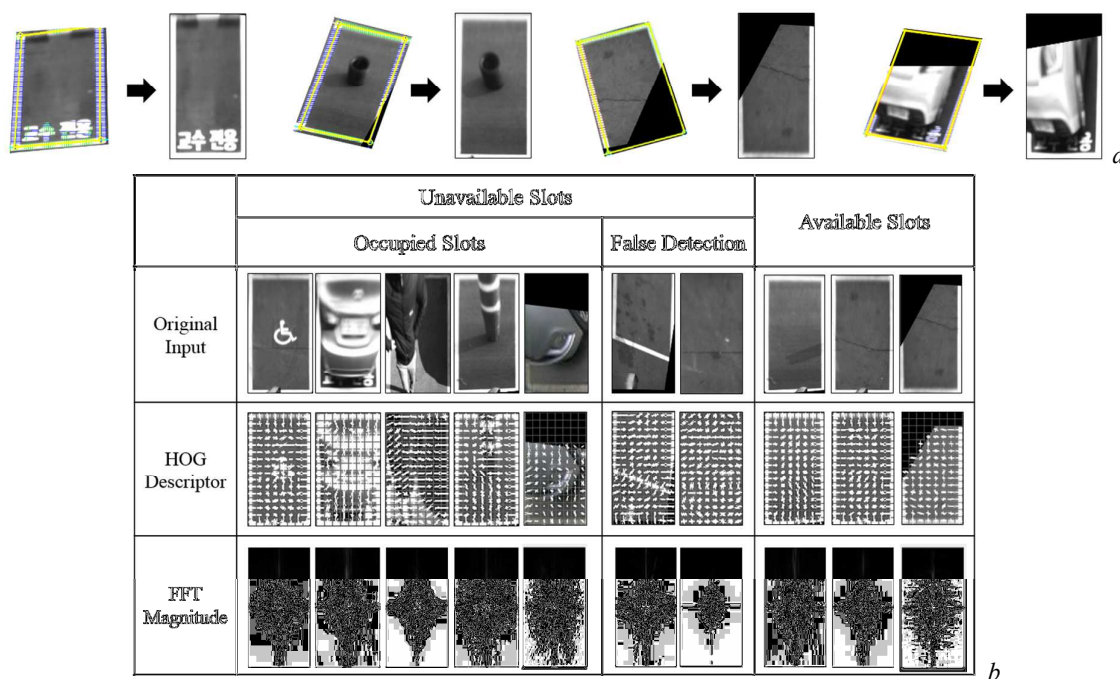 교수 전용
교수 전용
a
Unavailable Slots
Available Slots
Occupied Slots
False Detection
Original
Input
HOG
Descriptor
FFT
Magnitude
b